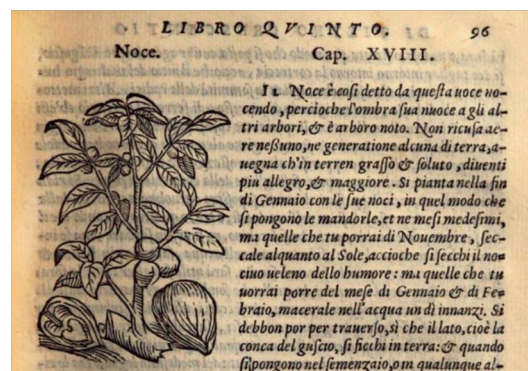 LIBRO QVINTO. 96
Noce. Cap. XVIII.
IL Noce è cosi detto da questa uoce no-
cendo, percioche l'ombra sua nuoce a gli al-
tri arbori, & è arboro noto. Non ricusa ae-
re neßuno, ne generatione alcuna di terra, a-
uegna ch'in terren grasso & soluto, diuenti
piu allegro, & maggiore. Si pianta nella fin
di Gennaio con le sue noci, in quel modo che
si pongono le mandorle, et ne mesi medesimi,
ma quelle che tu porrai di Nouembre, sec-
cale alquanto al Sole, accioche si secchi il no=
ciuo ueleno dello humore: ma quelle che tu
uorrai porre del mese di Gennaio & di Fe-
braio, macerale nell'acqua un dì innanzi. Si
debbon por per trauerso, sì che il lato, cioè la
conca del guscio, si ficchi in terra: & quando
si pongono nel semenzaio, o in qualunque al-